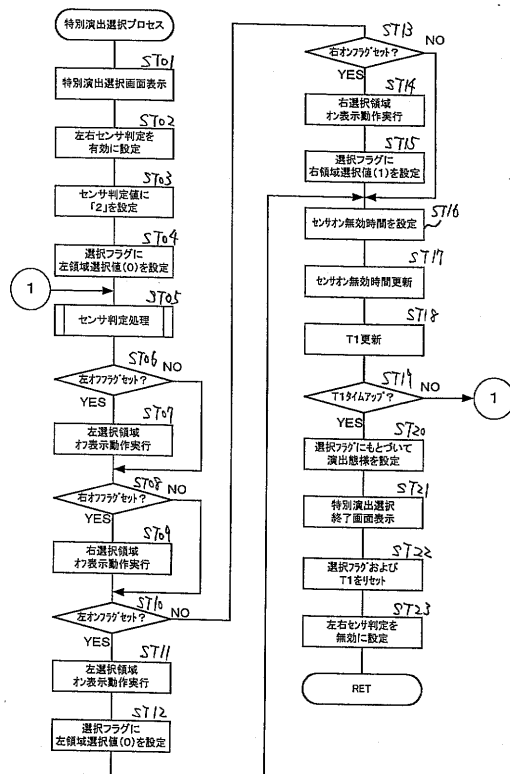 特別演出選択プロセス
ST01
特別演出選択画面表示
ST02
左右センサ判定を
有効に設定
ST03
センサ判定値に
「2」を設定
ST04
選択フラグに
左領域選択値(0)を設定
1
ST05
センサ判定処理
ST06
左オフフラグセット?
NO
YES
ST07
左選択領域
オフ表示動作実行
ST08
右オフフラグセット?
NO
YES
ST09
右選択領域
オフ表示動作実行
ST10
左オンフラグセット?
NO
YES
ST11
左選択領域
オン表示動作実行
ST12
選択フラグに
左領域選択値(0)を設定
ST13
右オンフラグセット?
NO
YES
ST14
右選択領域
オン表示動作実行
ST15
選択フラグに
右領域選択値(1)を設定
ST16
センサオン無効時間を設定
ST17
センサオン無効時間更新
ST18
T1更新
ST19
T1タイムアップ?
NO
1
YES
ST20
選択フラグにもとづいて
演出態様を設定
ST21
特別演出選択
終了画面表示
ST22
選択フラグおよび
T1をリセット
ST23
左右センサ判定を
無効に設定
RET